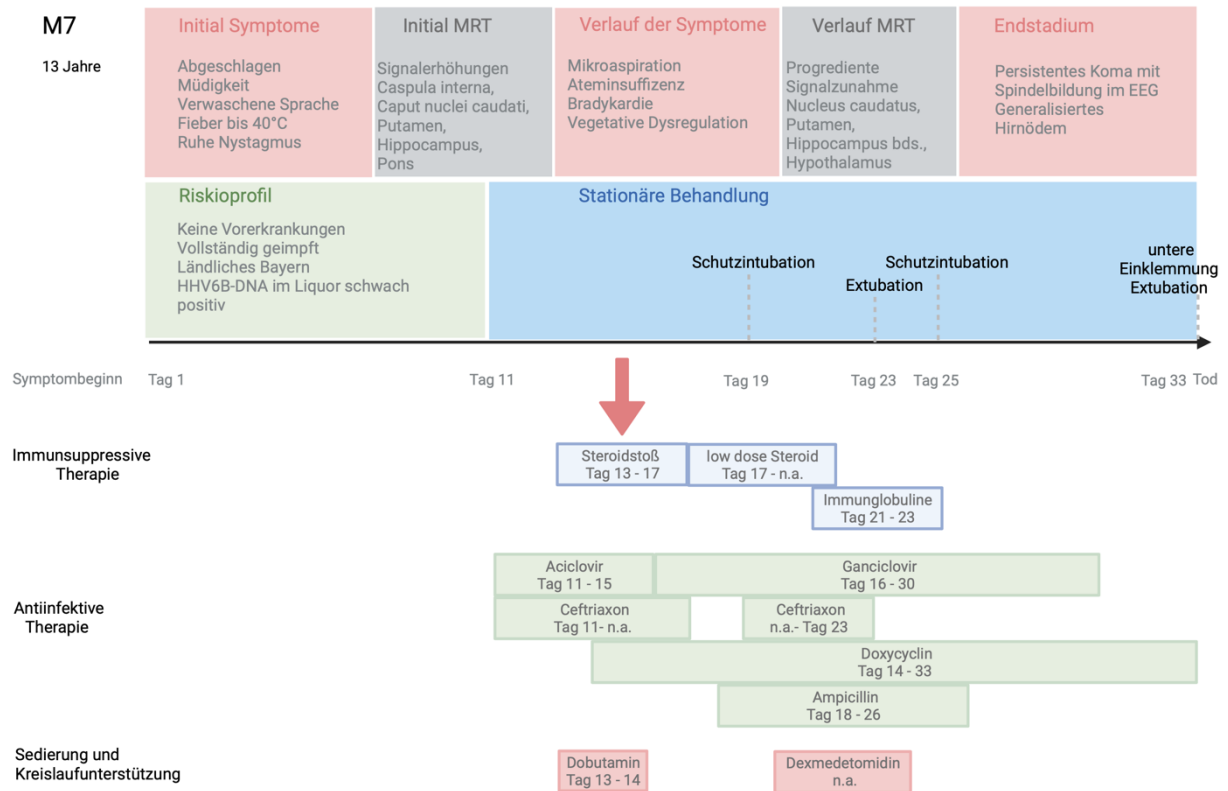 M7
13 Jahre
Initial Symptome
Abgeschlagen
Müdigkeit
Verwaschene Sprache
Fieber bis 40°C
Ruhe Nystagmus
Initial MRT
Signalerhöhungen
Caspula interna,
Caput nuclei caudati,
Putamen,
Hippocampus,
Pons
Verlauf der Symptome
Mikroaspiration
Ateminsuffizenz
Bradykardie
Vegetative Dysregulation
Verlauf MRT
Progrediente
Signalzunahme
Nucleus caudatus,
Putamen,
Hippocampus bds.,
Hypothalamus
Endstadium
Persistentes Koma mit
Spindelbildung im EEG
Generalisiertes
Hirnödem
Riskioprofil
Keine Vorerkrankungen
Vollständig geimpft
Ländliches Bayern
HHV6B-DNA im Liquor schwach
positiv
Stationäre Behandlung
Schutzintubation
Extubation
Schutzintubation
untere
Einklemmung
Extubation
Symptombeginn
Tag 1
Tag 11
Tag 19
Tag 23
Tag 25
Tag 33
Tod
Immunsuppressive
Therapie
Steroidstoß
Tag 13 - 17
low dose Steroid
Tag 17 - n.a.
Immunglobuline
Tag 21 - 23
Antiinfektive
Therapie
Aciclovir
Tag 11 - 15
Ganciclovir
Tag 16 - 30
Ceftriaxon
Tag 11- n.a.
Ceftriaxon
n.a.- Tag 23
Doxycyclin
Tag 14 - 33
Ampicillin
Tag 18 - 26
Sedierung und
Kreislaufunterstützung
Dobutamin
Tag 13 - 14
Dexmedetomidin
n.a.